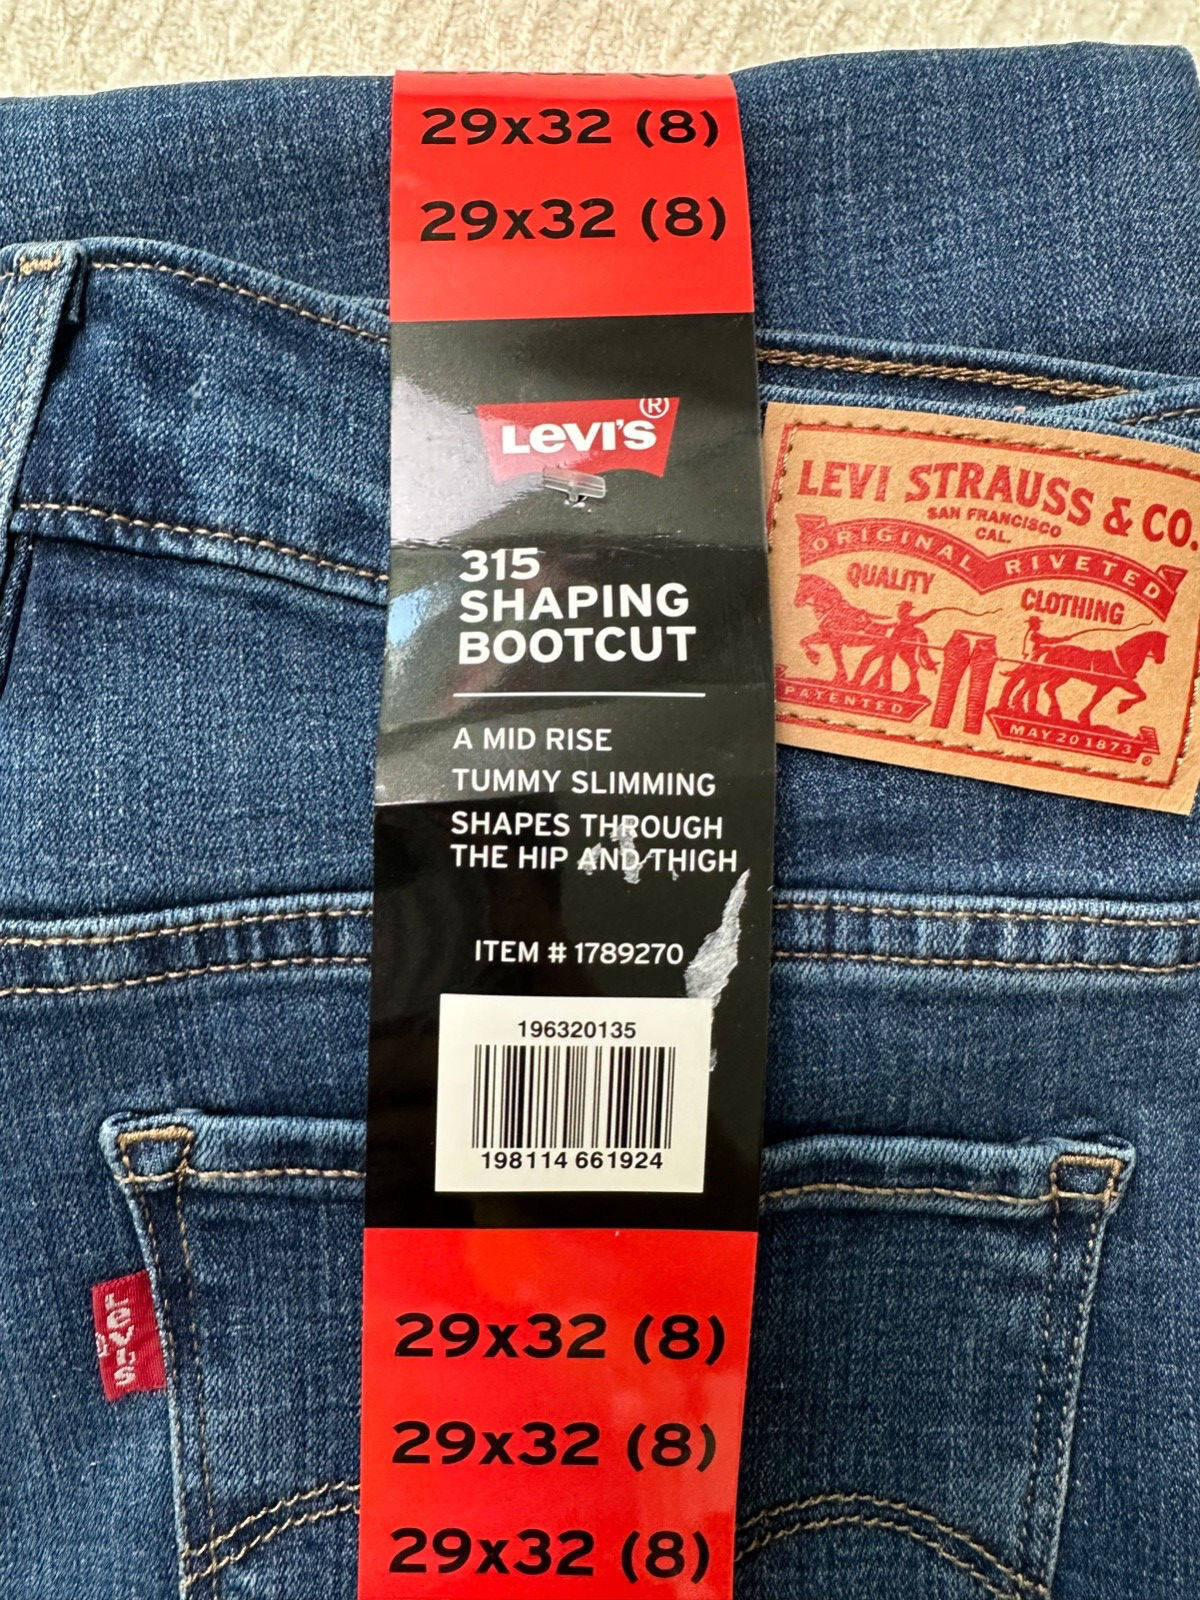 29x32 (8)
29x32 (8)
LEVI'S®
315
SHAPING
BOOTCUT
A MID RISE
TUMMY SLIMMING
SHAPES THROUGH
THE HIP AND THIGH
ITEM # 1789270
196320135
198114 661924
29x32 (8)
29x32 (8)
29x32 (8)
LEVI STRAUSS & CO.
SAN FRANCISCO
CAL.
ORIGINAL RIVETED
QUALITY CLOTHING
PATENTED
MAY 20 1873 ®
LEVI'S